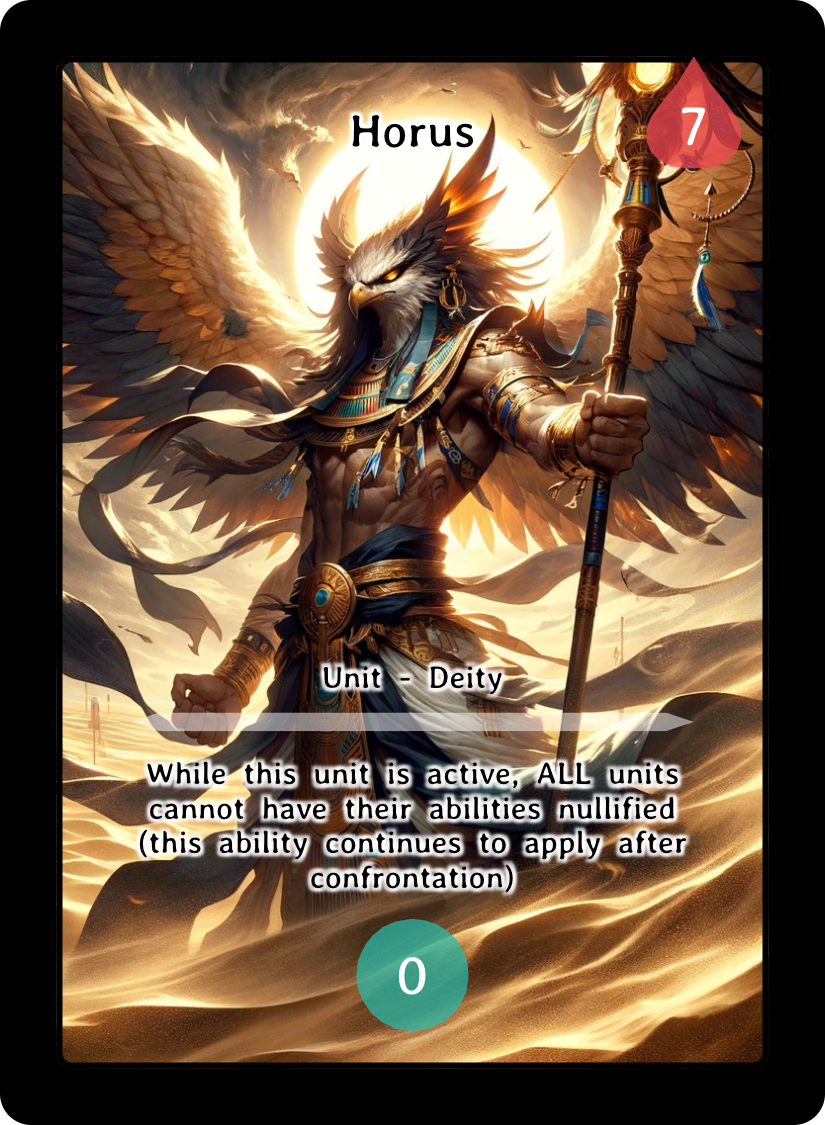 Horus
7
Unit - Deity
While this unit is active, ALL units
cannot have their abilities nullified
(this ability continues to apply after
confrontation)
0